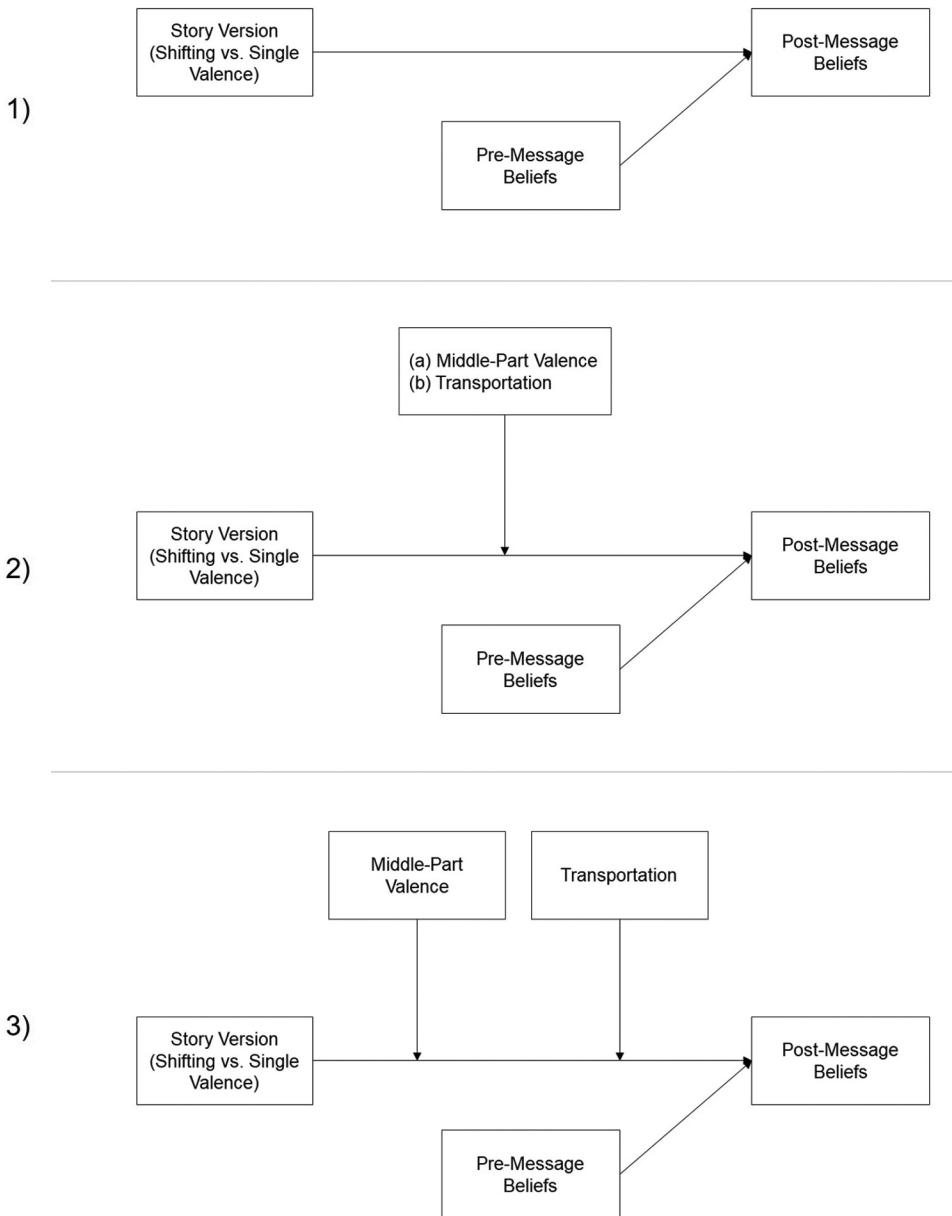 1)
Story Version
(Shifting vs. Single
Valence)
Post-Message
Beliefs
Pre-Message
Beliefs
2)
(a) Middle-Part Valence
(b) Transportation
Story Version
(Shifting vs. Single
Valence)
Post-Message
Beliefs
Pre-Message
Beliefs
3)
Middle-Part
Valence
Transportation
Story Version
(Shifting vs. Single
Valence)
Post-Message
Beliefs
Pre-Message
Beliefs